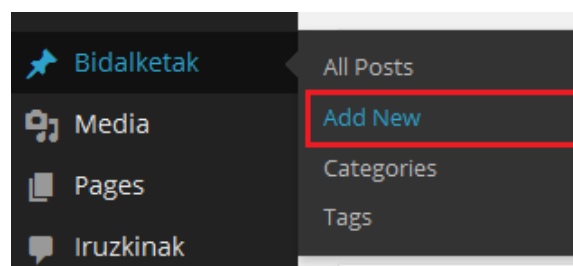 Bidalketak
Media
Pages
Iruzkinak
All Posts
Add New
Categories
Tags